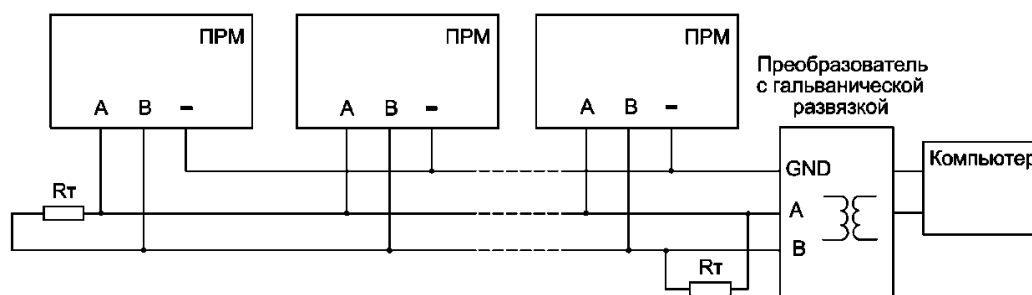 ПРМ
ПРМ
ПРМ
A B -
A B -
A B -
Преобразователь
с гальванической
развязкой
GND
A
B
Компьютер
Rт
Rт